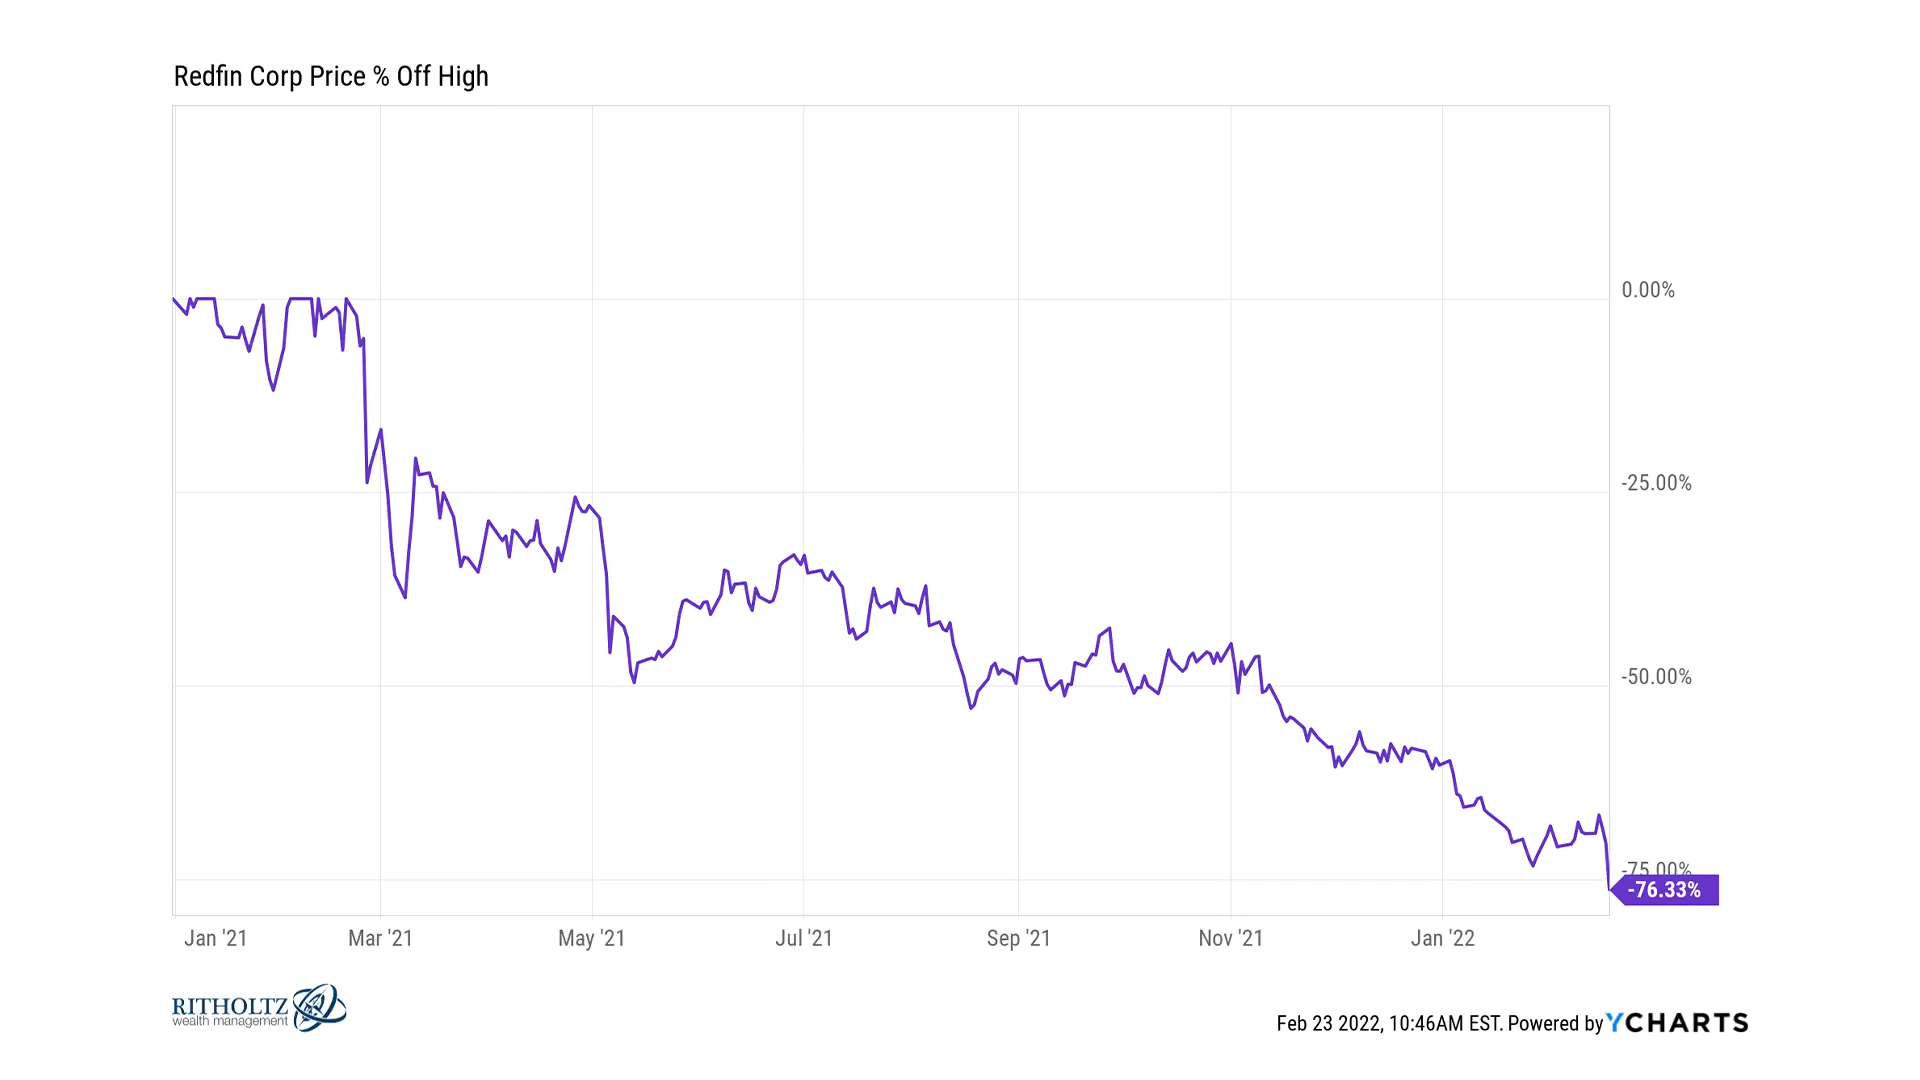 Redfin Corp Price % Off High
0.00%
-25.00%
-50.00%
-75.00%
-76.33%
Jan '21 Mar '21 May '21 Jul '21 Sep '21 Nov '21 Jan '22
RITHOLTZ
wealth management
Feb 23 2022, 10:46AM EST. Powered by YCHARTS